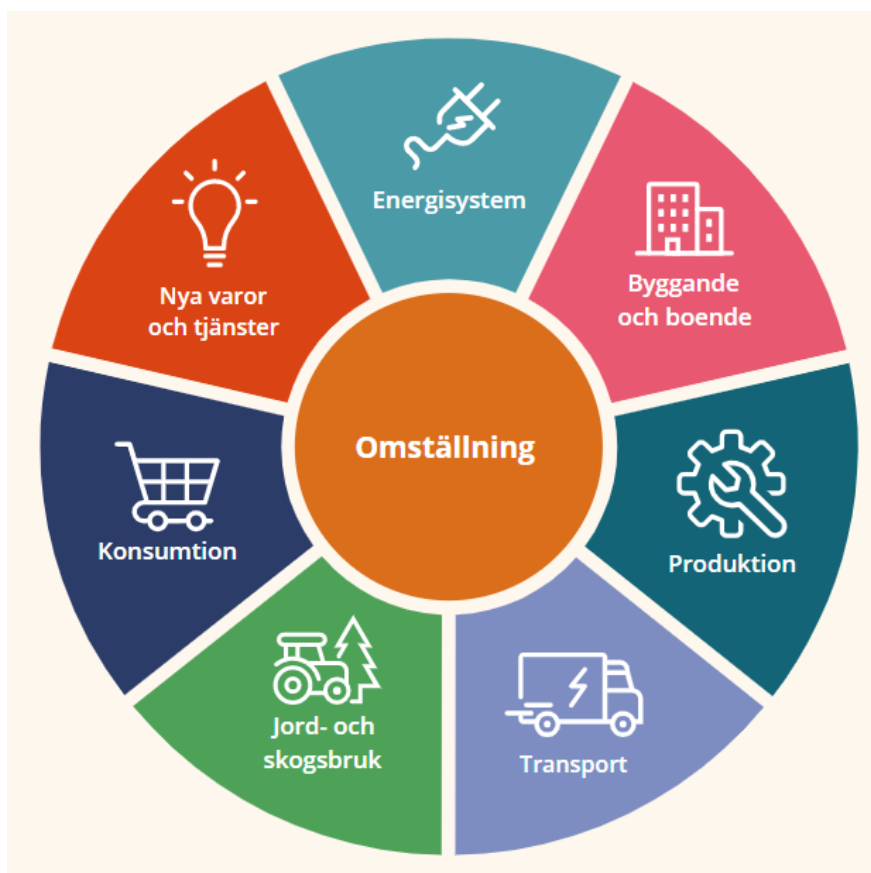 Energisystem
Byggande
och boende
Produktion
Transport
Jord- och
skogsbruk
Konsumtion
Nya varor
och tjänster
Omställning